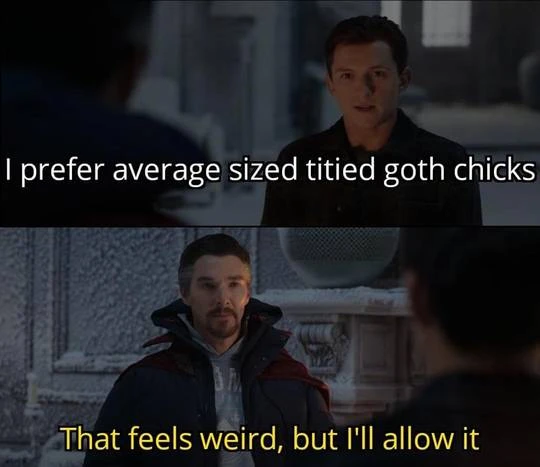 I prefer average sized titied goth chicks
That feels weird, but I'll allow it